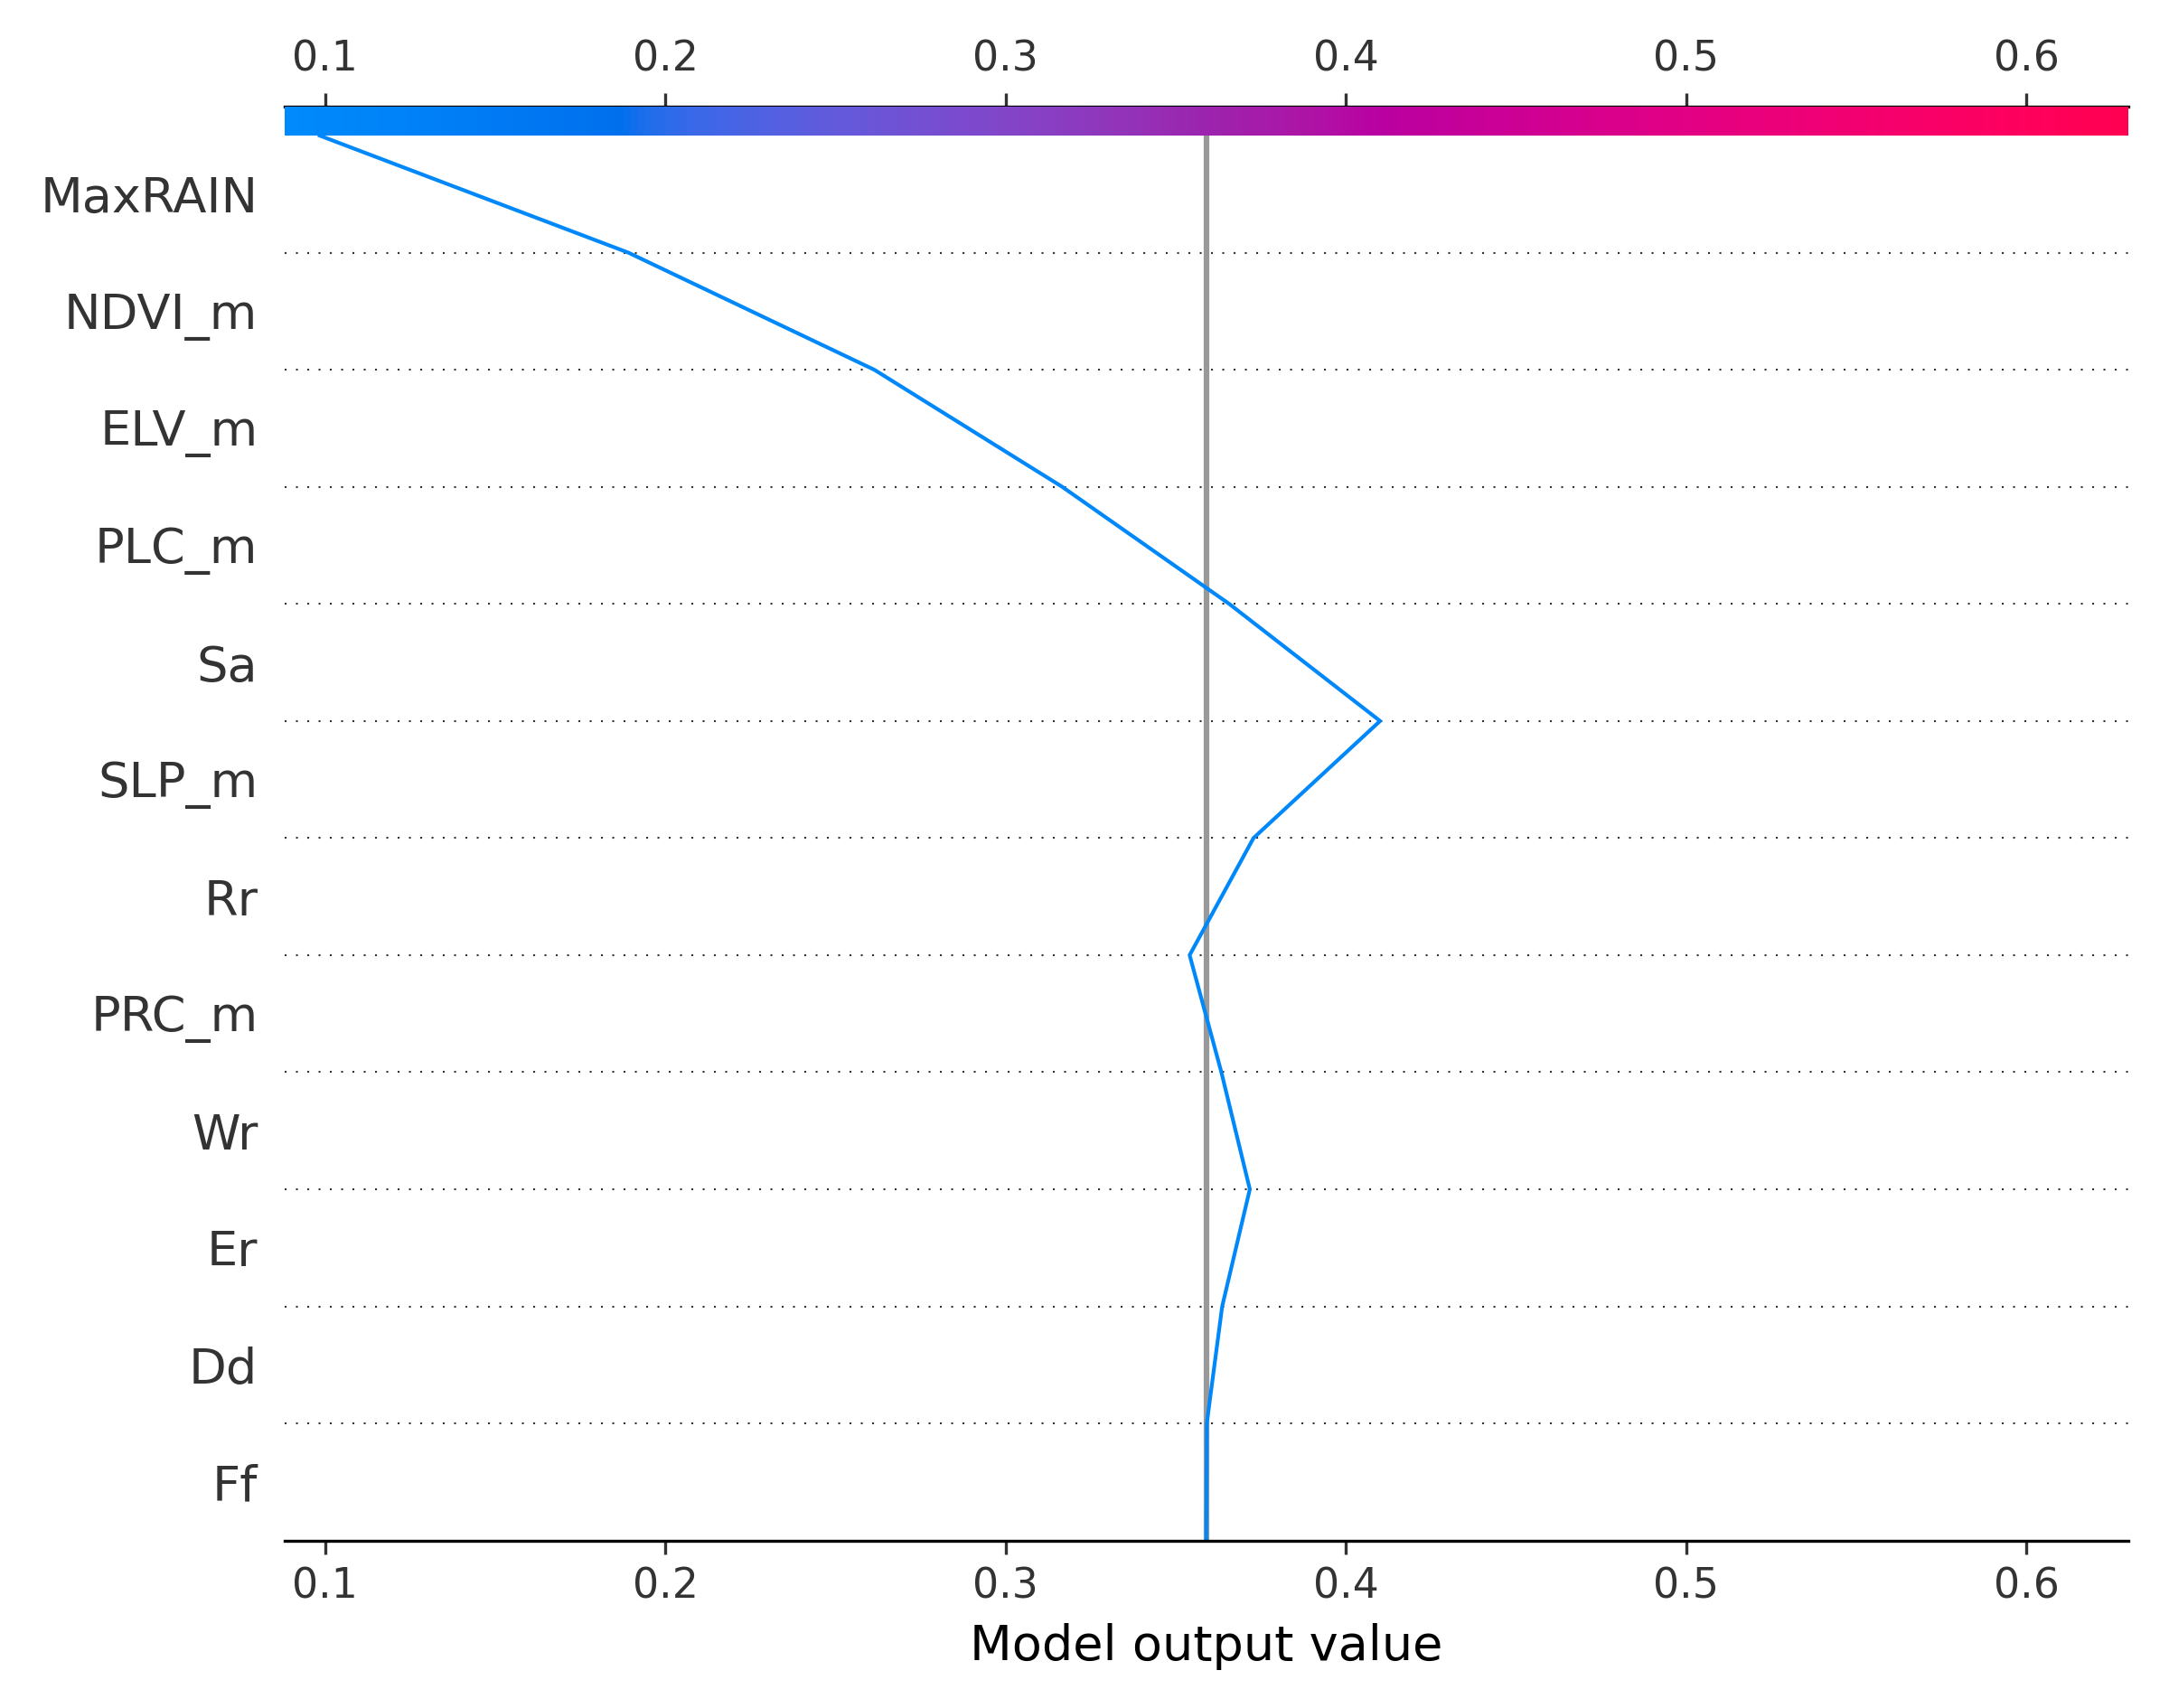 0.1 0.2 0.3 0.4 0.5 0.6
MaxRAIN
NDVI_m
ELV_m
PLC_m
Sa
SLP_m
Rr
PRC_m
Wr
Er
Dd
Ff
0.1 0.2 0.3 0.4 0.5 0.6
Model output value